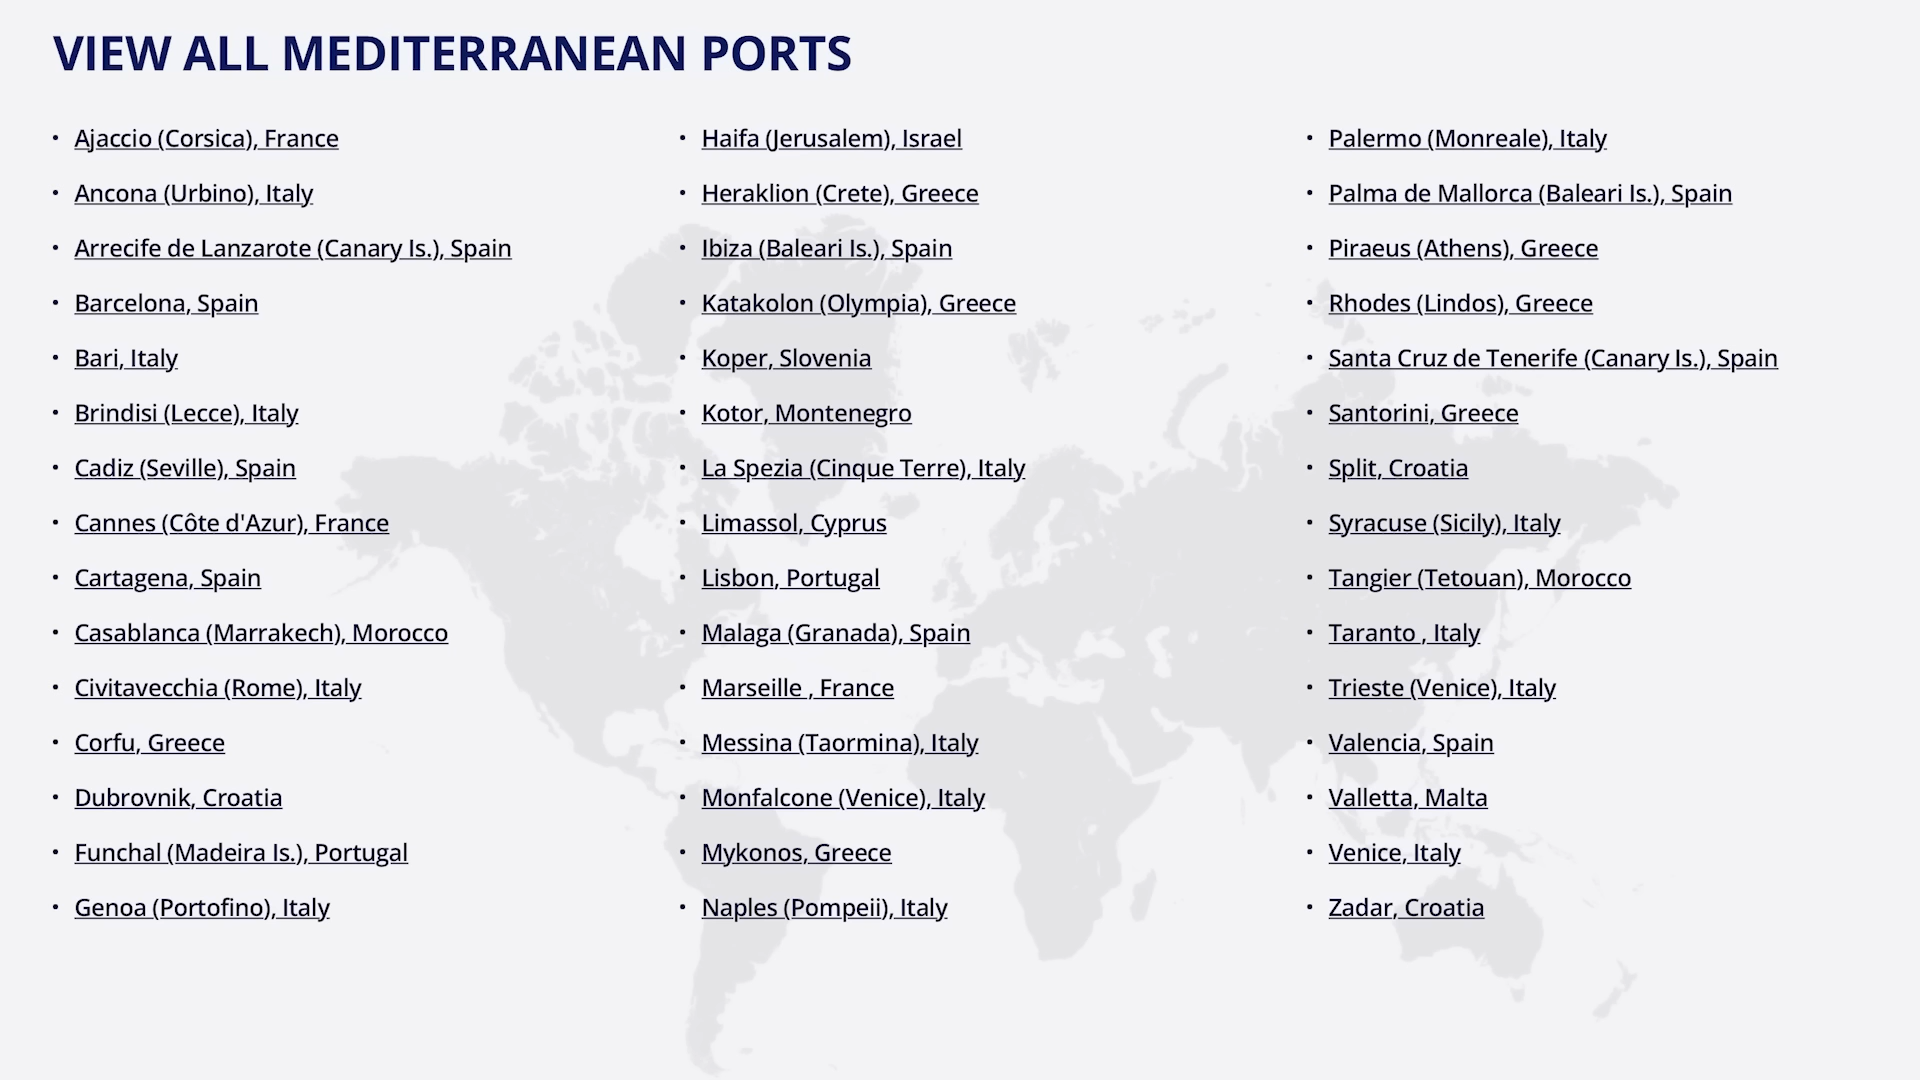 VIEW ALL MEDITERRANEAN PORTS
• Ajaccio (Corsica), France
• Ancona (Urbino), Italy
• Arrecife de Lanzarote (Canary Is.), Spain
• Barcelona, Spain
• Bari, Italy
• Brindisi (Lecce), Italy
• Cadiz (Seville), Spain
• Cannes (Côte d'Azur), France
• Cartagena, Spain
• Casablanca (Marrakech), Morocco
• Civitavecchia (Rome), Italy
• Corfu, Greece
• Dubrovnik, Croatia
• Funchal (Madeira Is.), Portugal
• Genoa (Portofino), Italy
• Haifa (Jerusalem), Israel
• Heraklion (Crete), Greece
• Ibiza (Baleari Is.), Spain
• Katakolon (Olympia), Greece
• Koper, Slovenia
• Kotor, Montenegro
• La Spezia (Cinque Terre), Italy
• Limassol, Cyprus
• Lisbon, Portugal
• Malaga (Granada), Spain
• Marseille , France
• Messina (Taormina), Italy
• Monfalcone (Venice), Italy
• Mykonos, Greece
• Naples (Pompeii), Italy
• Palermo (Monreale), Italy
• Palma de Mallorca (Baleari Is.), Spain
• Piraeus (Athens), Greece
• Rhodes (Lindos), Greece
• Santa Cruz de Tenerife (Canary Is.), Spain
• Santorini, Greece
• Split, Croatia
• Syracuse (Sicily), Italy
• Tangier (Tetouan), Morocco
• Taranto , Italy
• Trieste (Venice), Italy
• Valencia, Spain
• Valletta, Malta
• Venice, Italy
• Zadar, Croatia